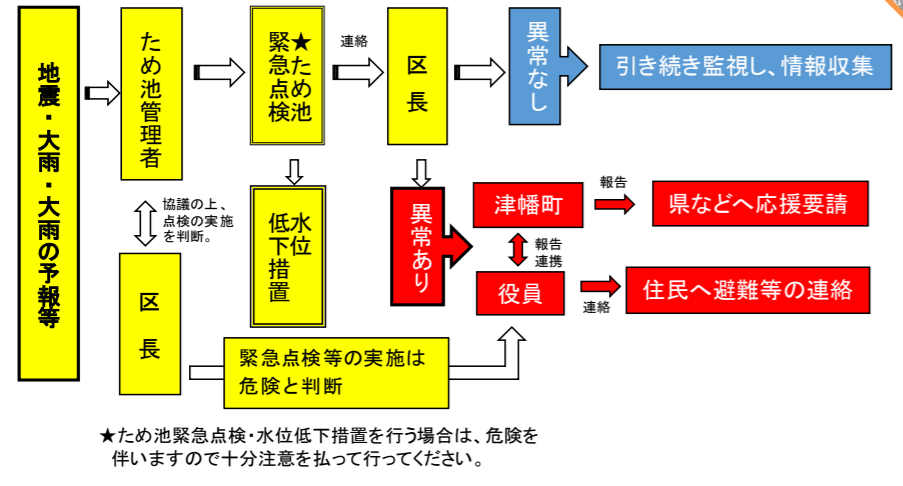 地震・大雨・大雨の予報等
ため池管理者
★ため池
緊急点検
連絡
区長
異常なし
引き続き監視し、情報収集
協議の上、
点検の実施
を判断。
区長
水位
低下措置
異常あり
津幡町
報告
県などへ応援要請
報告
連携
役員
連絡
住民へ避難等の連絡
緊急点検等の実施は
危険と判断
★ため池緊急点検・水位低下措置を行う場合は、危険を
伴いますので十分注意を払って行ってください。